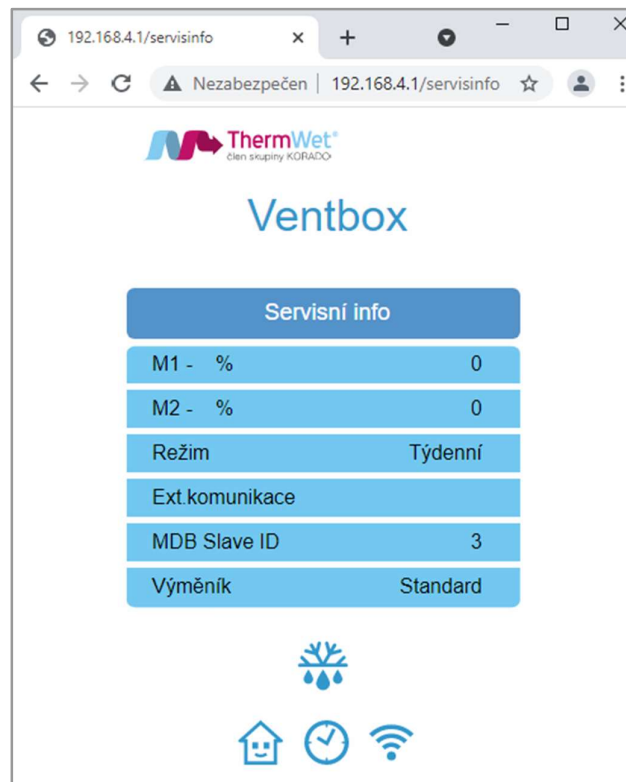 192.168.4.1/servisinfo
Nezabezpečen | 192.168.4.1/servisinfo
ThermWet®
člen skupiny KORADO
Ventbox
Servisní info
M1 - % 0
M2 - % 0
Režim Týdenní
Ext.komunikace
MDB Slave ID 3
Výměník Standard